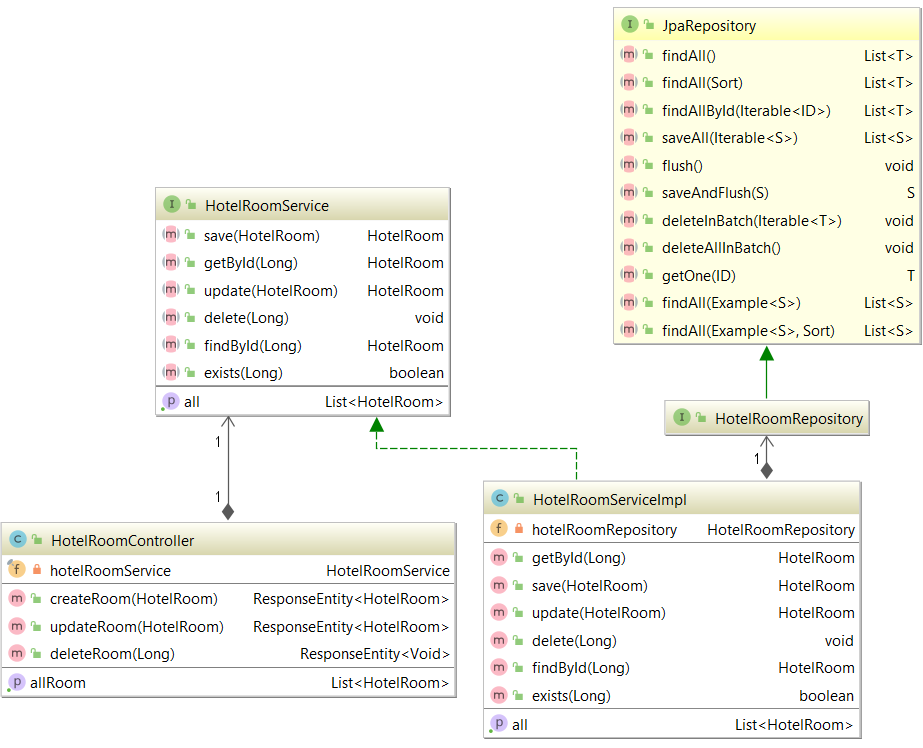 JpaRepository
findAll() List<T>
findAll(Sort) List<T>
findAllById(Iterable<ID>) List<T>
saveAll(Iterable<S>) List<S>
flush() void
saveAndFlush(S) S
deleteInBatch(Iterable<T>) void
deleteAllInBatch() void
getOne(ID) T
findAll(Example<S>) List<S>
findAll(Example<S>, Sort) List<S>
HotelRoomService
save(HotelRoom) HotelRoom
getById(Long) HotelRoom
update(HotelRoom) HotelRoom
delete(Long) void
findById(Long) HotelRoom
exists(Long) boolean
all List<HotelRoom>
HotelRoomRepository
1
1
1
HotelRoomController
hotelRoomService HotelRoomService
createRoom(HotelRoom) ResponseEntity<HotelRoom>
updateRoom(HotelRoom) ResponseEntity<HotelRoom>
deleteRoom(Long) ResponseEntity<Void>
allRoom List<HotelRoom>
HotelRoomServiceImpl
hotelRoomRepository HotelRoomRepository
getById(Long) HotelRoom
save(HotelRoom) HotelRoom
update(HotelRoom) HotelRoom
delete(Long) void
findById(Long) HotelRoom
exists(Long) boolean
all List<HotelRoom>